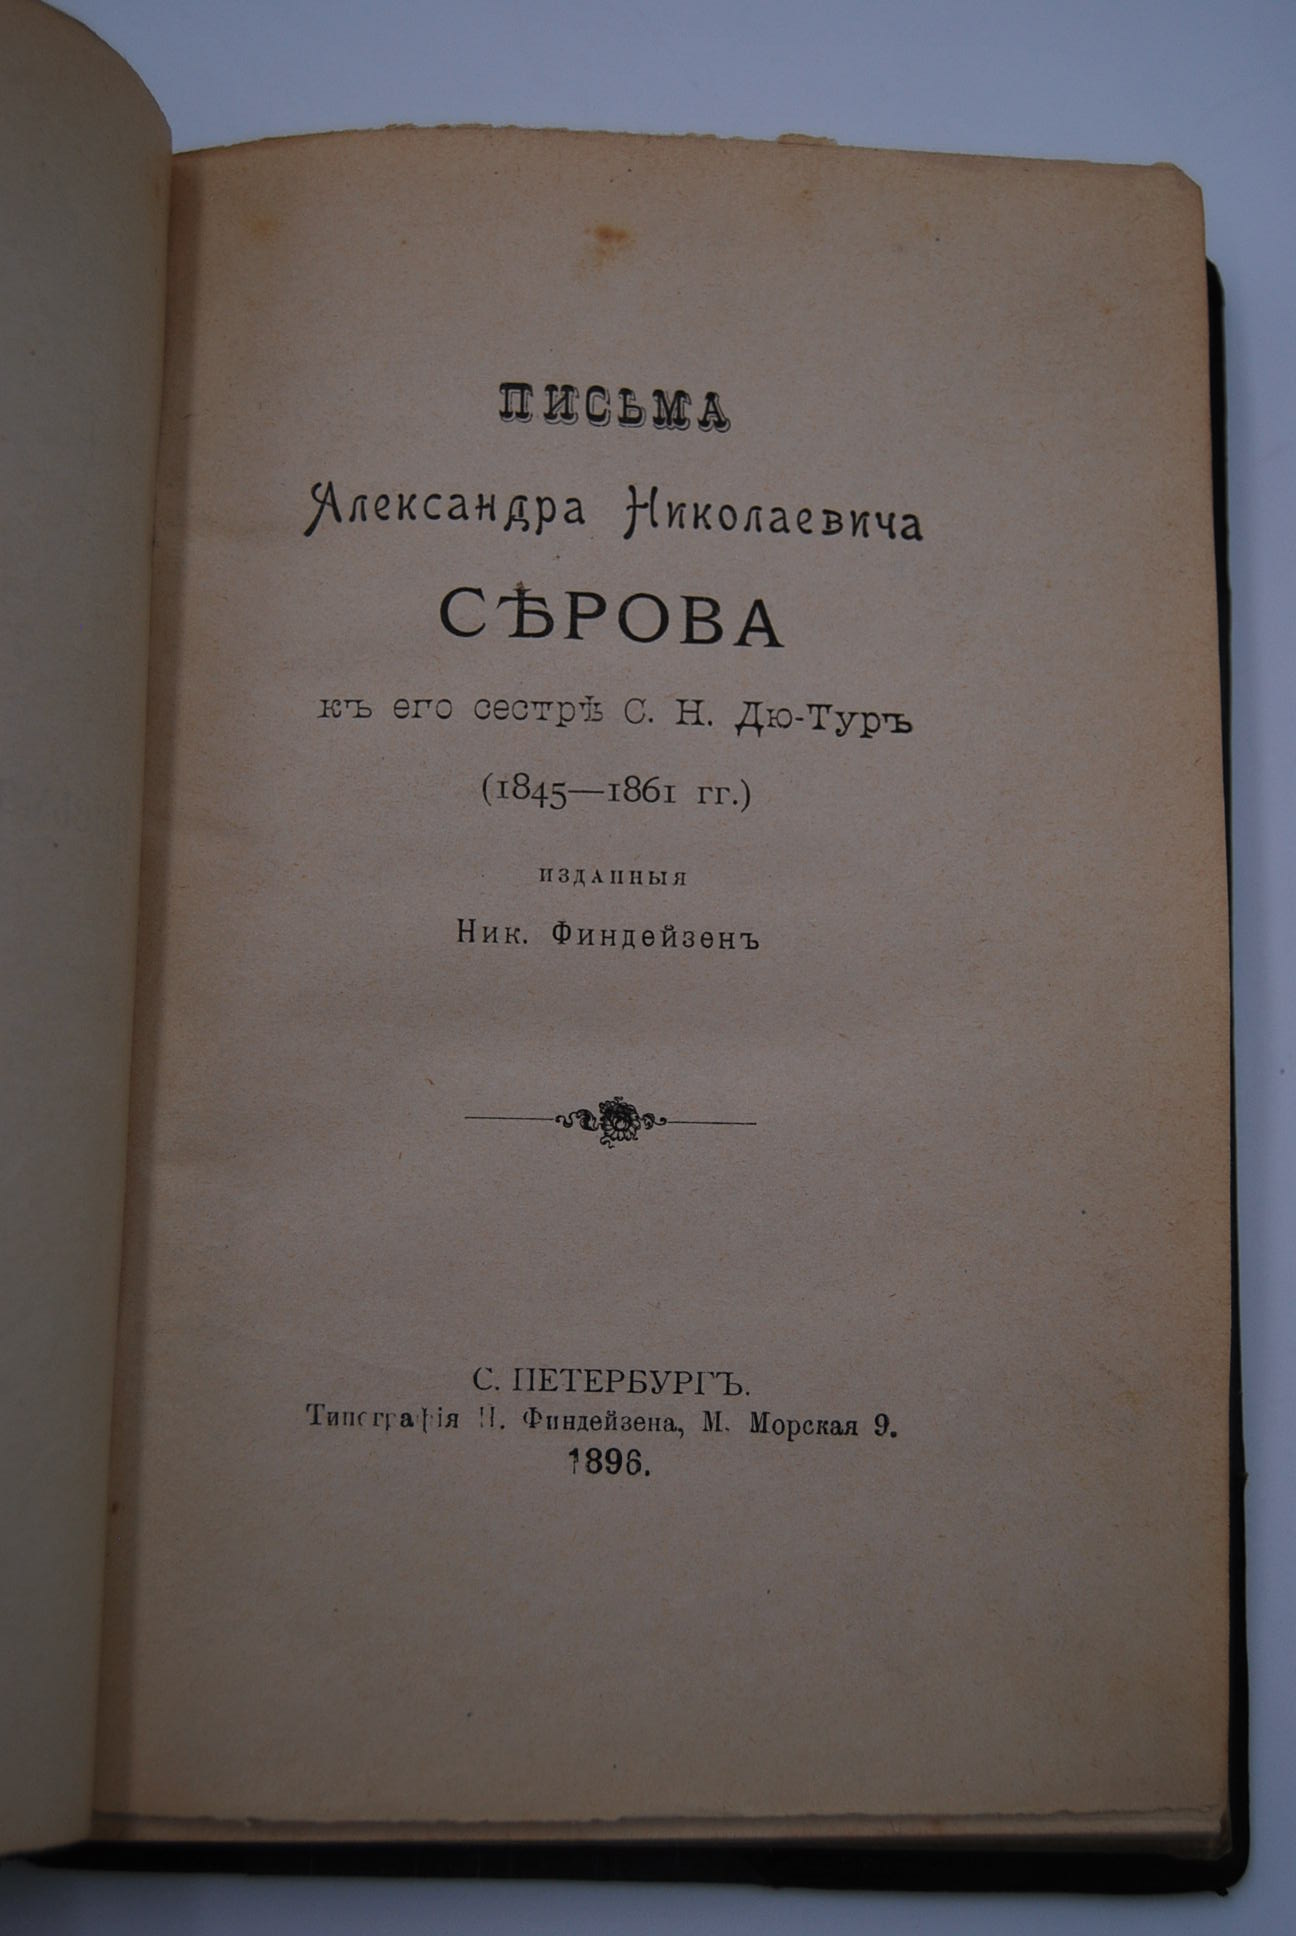 ПИСЬМА
Александра Николаевича
СѢРОВА
къ его сестрѣ С. Н. Дю-Туръ
(1845—1861 гг.)
изданныя
Ник. Финдейзенъ
С. ПЕТЕРБУРГЪ.
Типографія Н. Финдейзена, М. Морская 9.
1896.